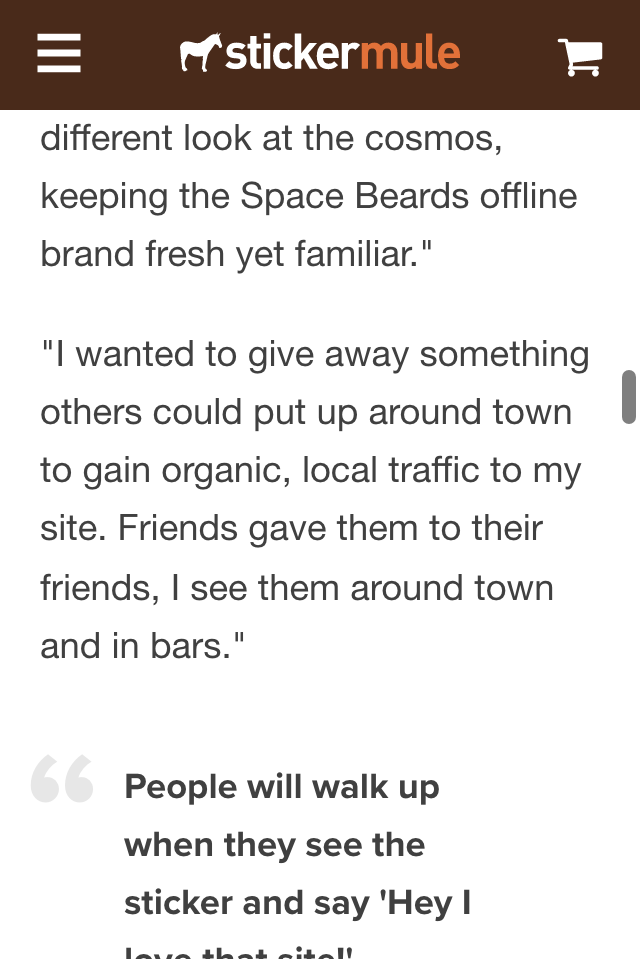 stickermule
different look at the cosmos,
keeping the Space Beards offline
brand fresh yet familiar."
"I wanted to give away something
others could put up around town
to gain organic, local traffic to my
site. Friends gave them to their
friends, I see them around town
and in bars."
“
People will walk up
when they see the
sticker and say 'Hey I
love that site!'